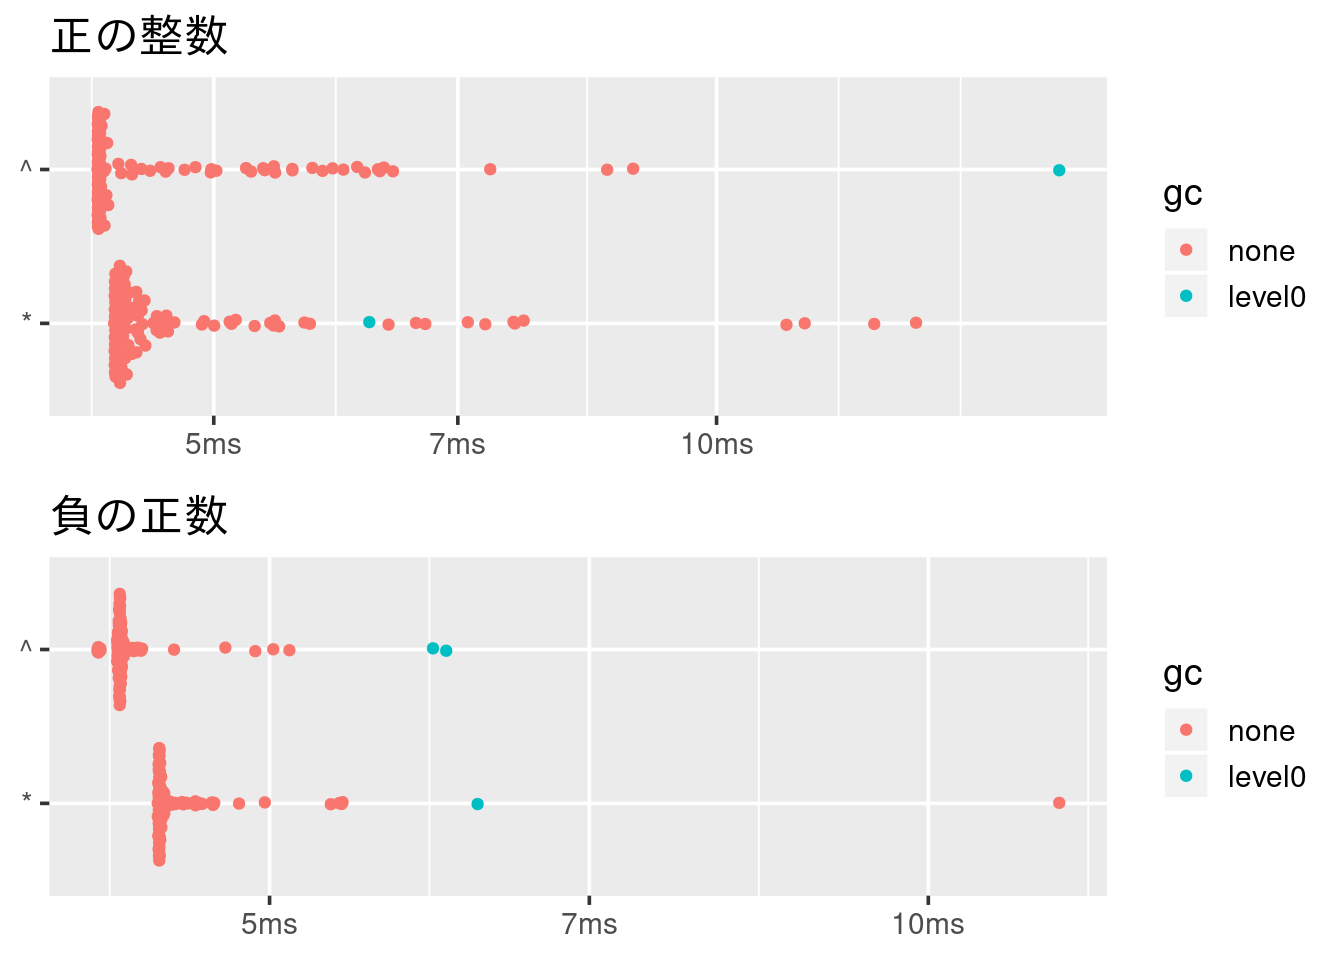 正の整数
^
*
5ms 7ms 10ms
gc
none
level0
負の正数
^
*
5ms 7ms 10ms
gc
none
level0